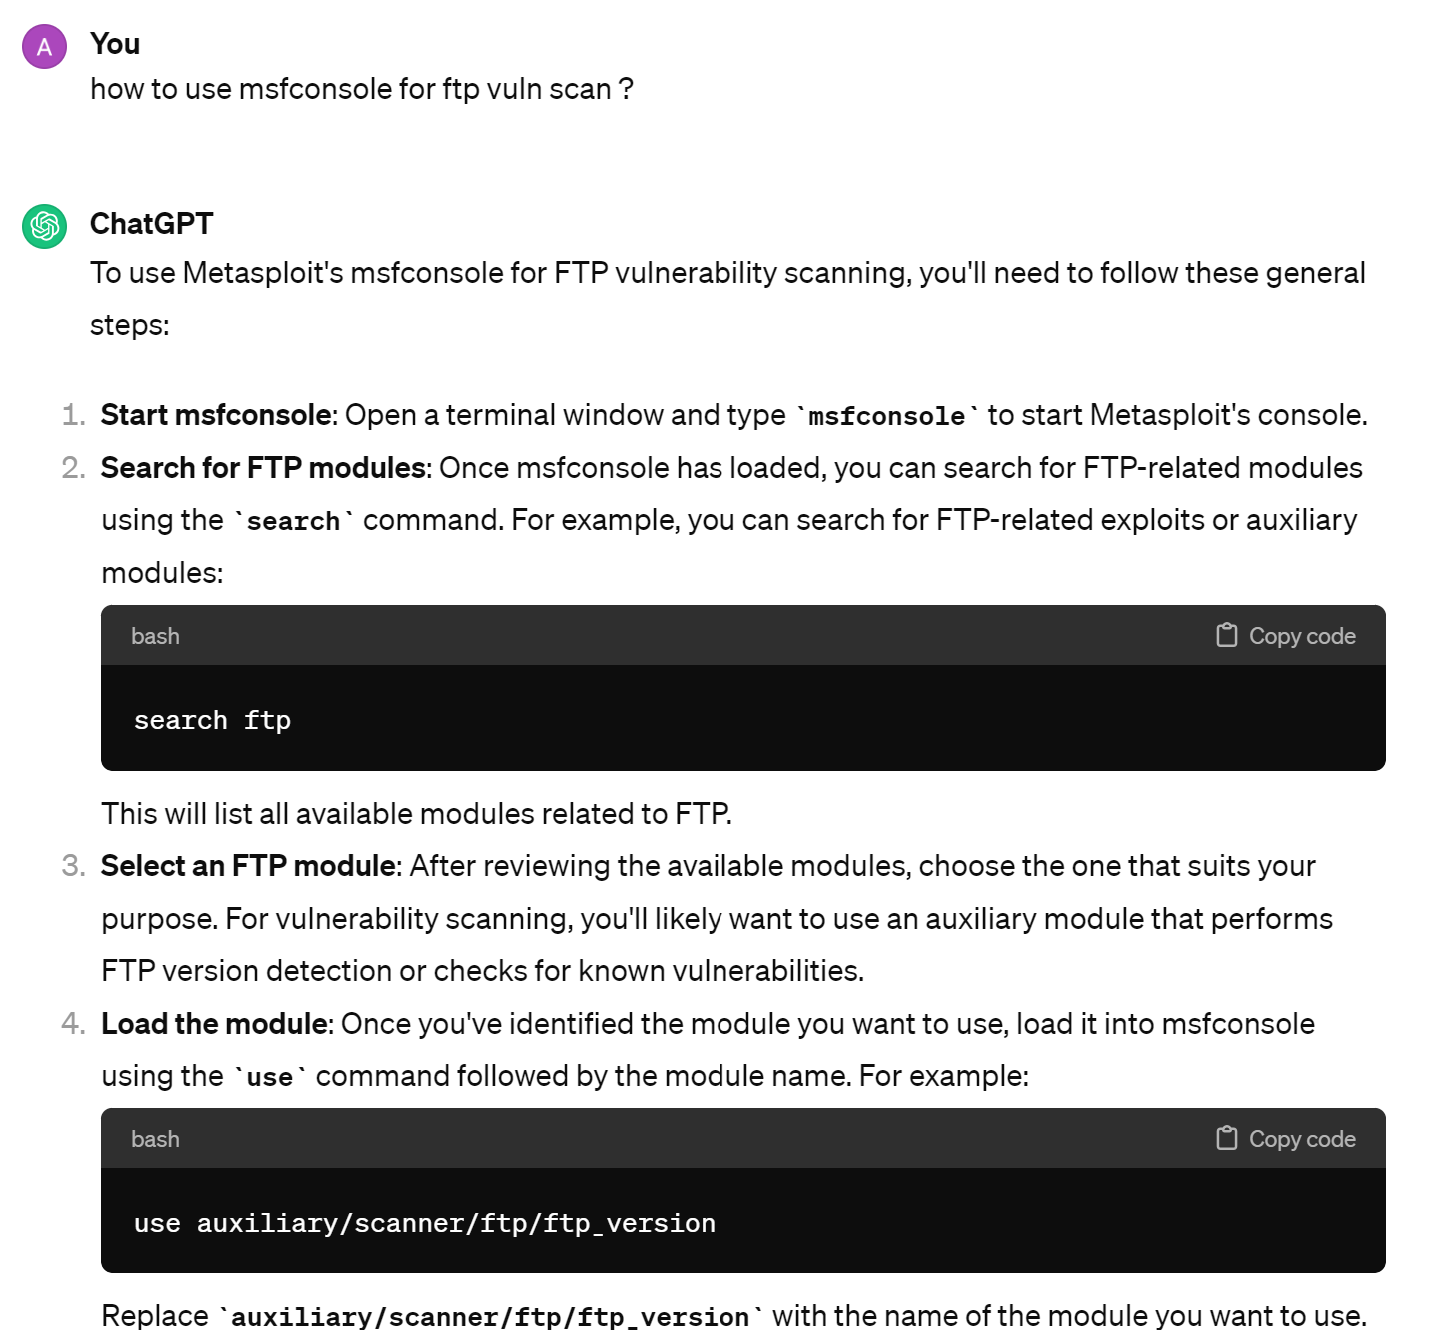 A
You
how to use msfconsole for ftp vuln scan ?
ChatGPT
To use Metasploit's msfconsole for FTP vulnerability scanning, you'll need to follow these general
steps:
1. Start msfconsole: Open a terminal window and type `msfconsole` to start Metasploit's console.
2. Search for FTP modules: Once msfconsole has loaded, you can search for FTP-related modules
using the `search` command. For example, you can search for FTP-related exploits or auxiliary
modules:
bash Copy code
search ftp
This will list all available modules related to FTP.
3. Select an FTP module: After reviewing the available modules, choose the one that suits your
purpose. For vulnerability scanning, you'll likely want to use an auxiliary module that performs
FTP version detection or checks for known vulnerabilities.
4. Load the module: Once you've identified the module you want to use, load it into msfconsole
using the `use` command followed by the module name. For example:
bash Copy code
use auxiliary/scanner/ftp/ftp_version
Replace `auxiliary/scanner/ftp/ftp_version` with the name of the module you want to use.